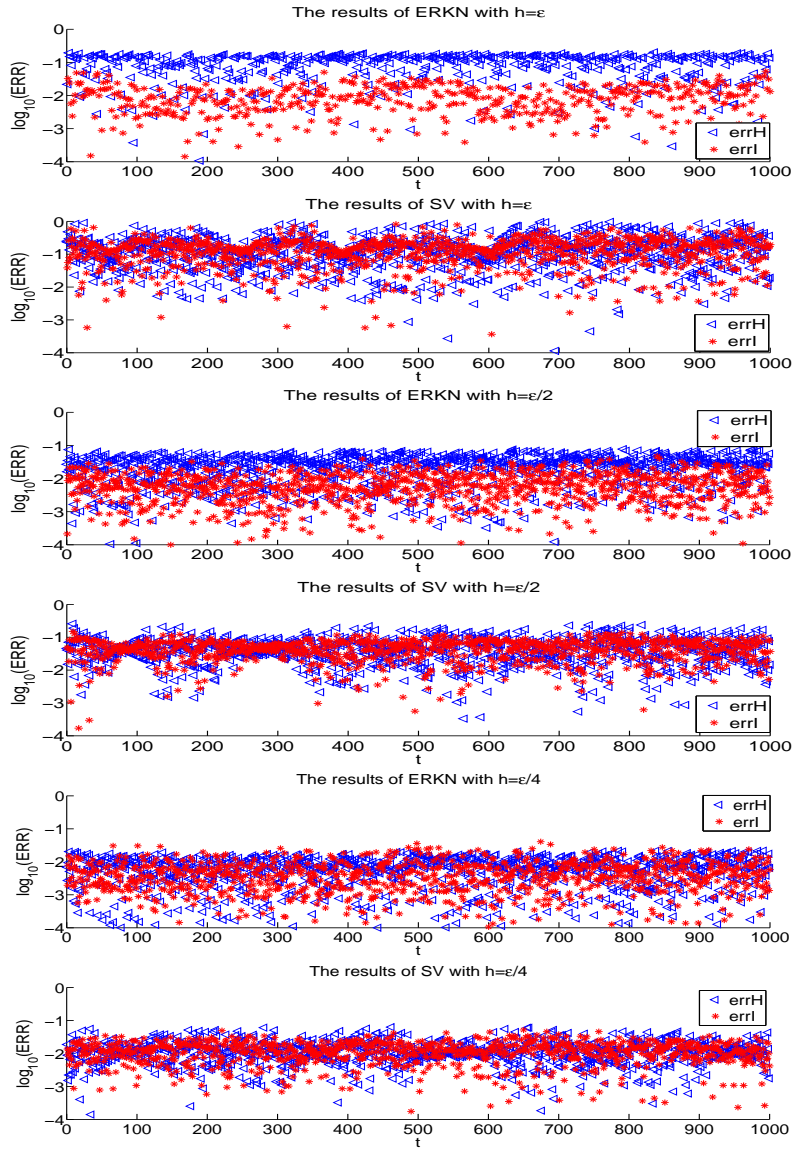 The results of ERKN with h=ε
0
−1
−2
−3
−4
log₁₀(ERR)
errH
errI
0 100 200 300 400 500 600 700 800 900 1000
t
The results of SV with h=ε
0
−1
−2
−3
−4
log₁₀(ERR)
errH
errI
0 100 200 300 400 500 600 700 800 900 1000
t
The results of ERKN with h=ε/2
0
−1
−2
−3
−4
log₁₀(ERR)
errH
errI
0 100 200 300 400 500 600 700 800 900 1000
t
The results of SV with h=ε/2
0
−1
−2
−3
−4
log₁₀(ERR)
errH
errI
0 100 200 300 400 500 600 700 800 900 1000
t
The results of ERKN with h=ε/4
0
−1
−2
−3
−4
log₁₀(ERR)
errH
errI
0 100 200 300 400 500 600 700 800 900 1000
t
The results of SV with h=ε/4
0
−1
−2
−3
−4
log₁₀(ERR)
errH
errI
0 100 200 300 400 500 600 700 800 900 1000
t